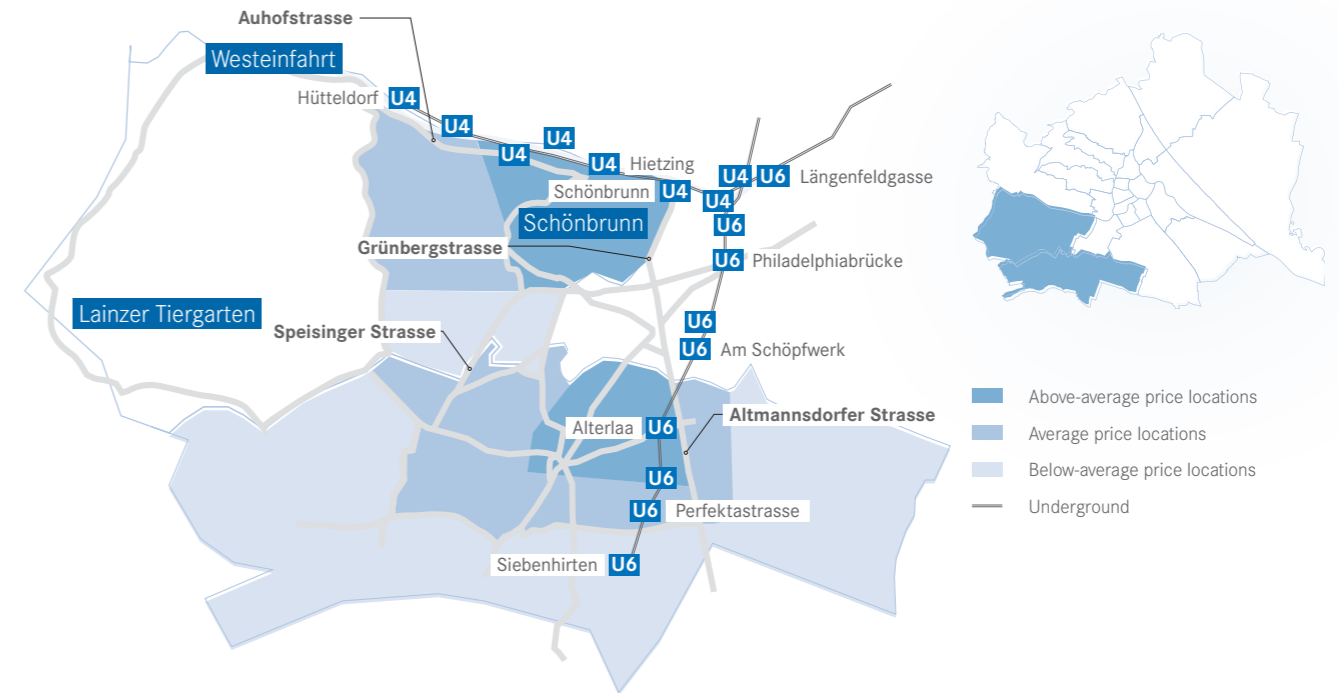 Auhofstrasse
Westeinfahrt
Hütteldorf U4
U4
U4
U4
U4 Hietzing
Schönbrunn U4
U4 U6 Längenfeldgasse
U4
U6
Schönbrunn
Grünbergstrasse
U6 Philadelphiabrücke
Lainzer Tiergarten
Speisinger Strasse
U6
U6 Am Schöpfwerk
Altmannsdorfer Strasse
Alterlaa U6
U6
U6 Perfektastrasse
Siebenhirten U6
Above-average price locations
Average price locations
Below-average price locations
Underground